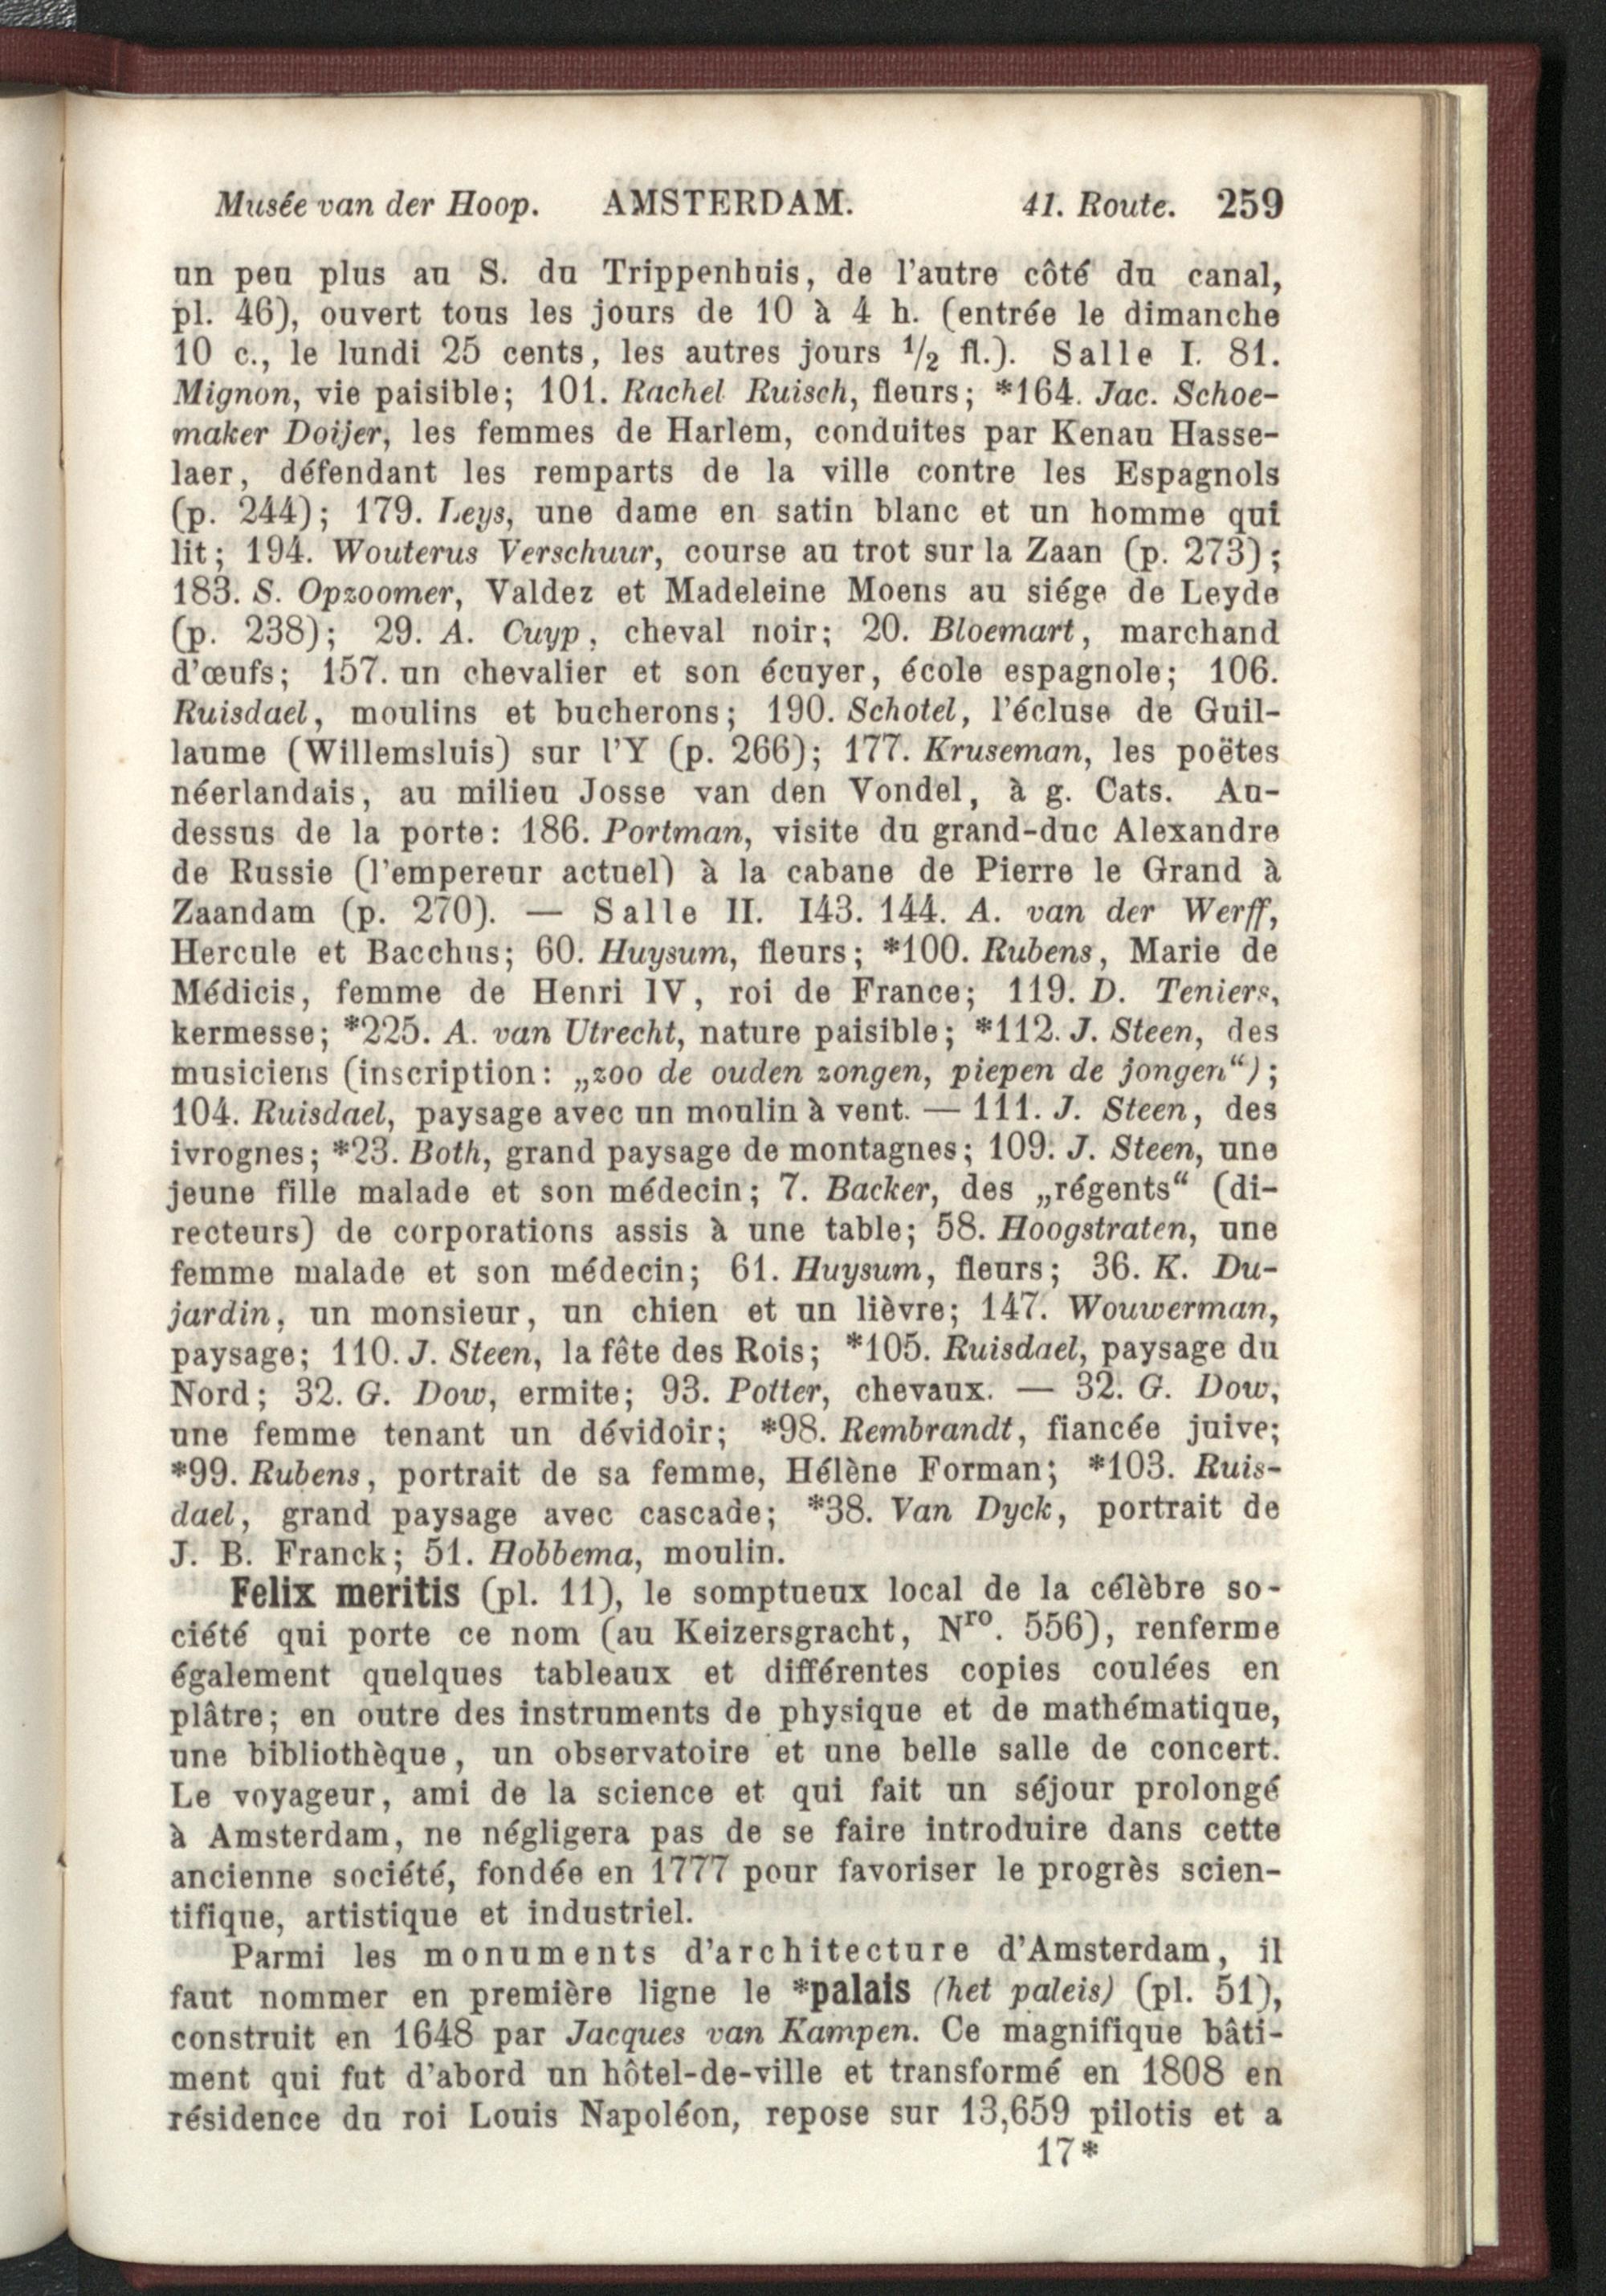 Musée van der Hoop. AMSTERDAM. 41. Route. 259
un peu plus au S. du Trippenhuis, de l'autre côté du canal,
pl. 46), ouvert tous les jours de 10 à 4 h. (entrée le dimanche
10 c., le lundi 25 cents, les autres jours 1/2 fl.). Salle I. 81.
Mignon, vie paisible; 101. Rachel Ruisch, fleurs; *164. Jac. Schoe-
maker Doijer, les femmes de Harlem, conduites par Kenau Hasse-
laer, défendant les remparts de la ville contre les Espagnols
(p. 244); 179. Leys, une dame en satin blanc et un homme qui
lit; 194. Wouterus Verschuur, course au trot sur la Zaan (p. 273);
183. S. Opzoomer, Valdez et Madeleine Moens au siége de Leyde
(p. 238); 29. A. Cuyp, cheval noir; 20. Bloemart, marchand
d'œufs; 157. un chevalier et son écuyer, école espagnole; 106.
Ruisdael, moulins et bucherons; 190. Schotel, l'écluse de Guil-
laume (Willemsluis) sur l'Y (p. 266); 177. Kruseman, les poëtes
néerlandais, au milieu Josse van den Vondel, à g. Cats. Au-
dessus de la porte: 186. Portman, visite du grand-duc Alexandre
de Russie (l'empereur actuel) à la cabane de Pierre le Grand à
Zaandam (p. 270). — Salle II. 143. 144. A. van der Werff,
Hercule et Bacchus; 60. Huysum, fleurs; *100. Rubens, Marie de
Médicis, femme de Henri IV, roi de France; 119. D. Teniers,
kermesse; *225. A. van Utrecht, nature paisible; *112. J. Steen, des
musiciens (inscription: „zoo de ouden zongen, piepen de jongen“);
104. Ruisdael, paysage avec un moulin à vent. — 111. J. Steen, des
ivrognes; *23. Both, grand paysage de montagnes; 109. J. Steen, une
jeune fille malade et son médecin; 7. Backer, des „régents“ (di-
recteurs) de corporations assis à une table; 58. Hoogstraten, une
femme malade et son médecin; 61. Huysum, fleurs; 36. K. Du-
jardin, un monsieur, un chien et un lièvre; 147. Wouwerman,
paysage; 110. J. Steen, la fête des Rois; *105. Ruisdael, paysage du
Nord; 32. G. Dow, ermite; 93. Potter, chevaux. — 32. G. Dow,
une femme tenant un dévidoir; *98. Rembrandt, fiancée juive;
*99. Rubens, portrait de sa femme, Hélène Forman; *103. Ruis-
dael, grand paysage avec cascade; *38. Van Dyck, portrait de
J. B. Franck; 51. Hobbema, moulin.
Felix meritis (pl. 11), le somptueux local de la célèbre so-
ciété qui porte ce nom (au Keizersgracht, Nro. 556), renferme
également quelques tableaux et différentes copies coulées en
plâtre; en outre des instruments de physique et de mathématique,
une bibliothèque, un observatoire et une belle salle de concert.
Le voyageur, ami de la science et qui fait un séjour prolongé
à Amsterdam, ne négligera pas de se faire introduire dans cette
ancienne société, fondée en 1777 pour favoriser le progrès scien-
tifique, artistique et industriel.
Parmi les monuments d'architecture d'Amsterdam, il
faut nommer en première ligne le *palais (het paleis) (pl. 51),
construit en 1648 par Jacques van Kampen. Ce magnifique bâti-
ment qui fut d'abord un hôtel-de-ville et transformé en 1808 en
résidence du roi Louis Napoléon, repose sur 13,659 pilotis et a
17*